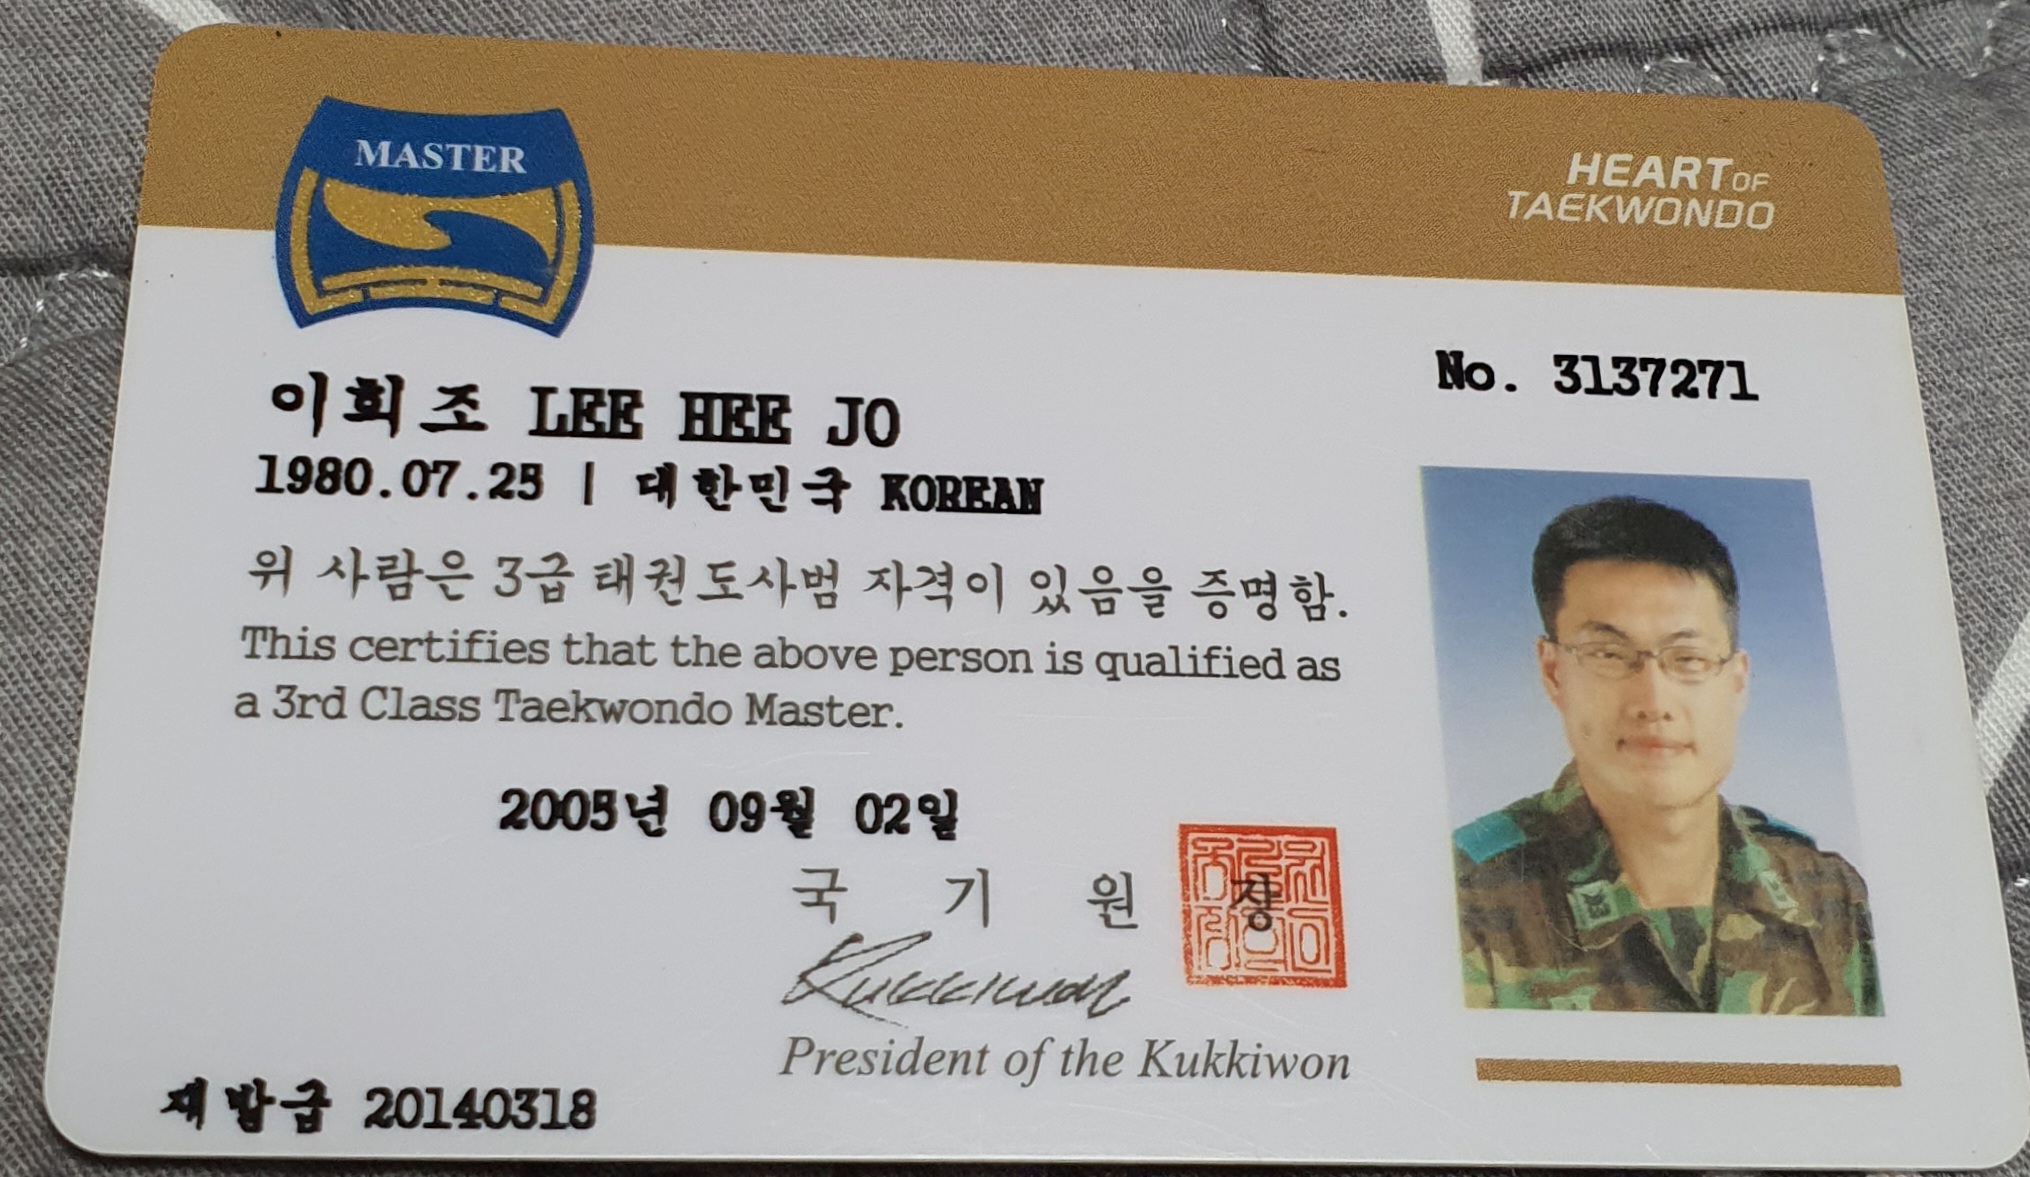 MASTER
HEART OF
TAEKWONDO
No. 3137271
이희조 LEE HEE JO
1980.07.25 | 대한민국 KOREAN
위 사람은 3급 태권도사범 자격이 있음을 증명함.
This certifies that the above person is qualified as
a 3rd Class Taekwondo Master.
2005년 09월 02일
국 기 원 장
Kukkiwon
President of the Kukkiwon
재발급 20140318